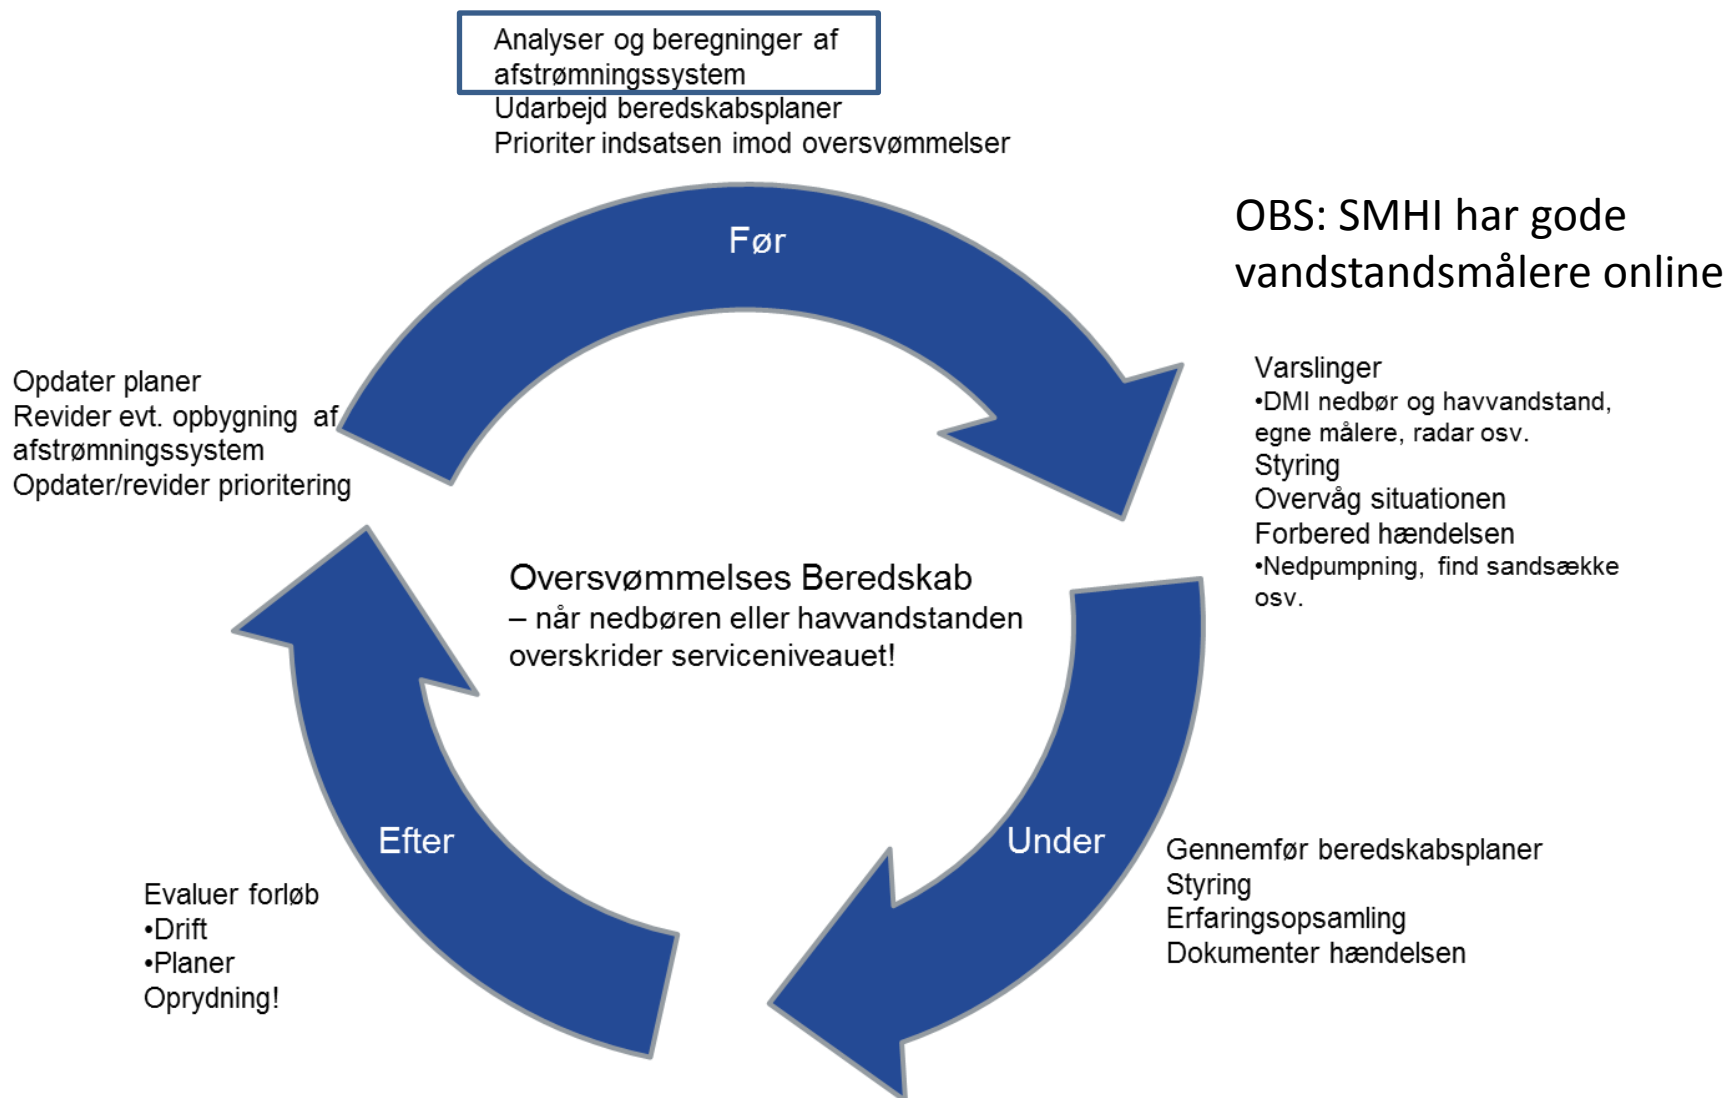 Analyser og beregninger af
afstrømningssystem
Udarbejd beredskabsplaner
Prioriter indsatsen imod oversvømmelser
Før
OBS: SMHI har gode
vandstandsmålere online
Varslinger
•DMI nedbør og havvandstand,
egne målere, radar osv.
Styring
Overvåg situationen
Forbered hændelsen
•Nedpumpning, find sandsække
osv.
Opdater planer
Revider evt. opbygning af
afstrømningssystem
Opdater/revider prioritering
Oversvømmelses Beredskab
– når nedbøren eller havvandstanden
overskrider serviceniveauet!
Under
Gennemfør beredskabsplaner
Styring
Erfaringsopsamling
Dokumenter hændelsen
Efter
Evaluer forløb
•Drift
•Planer
Oprydning!